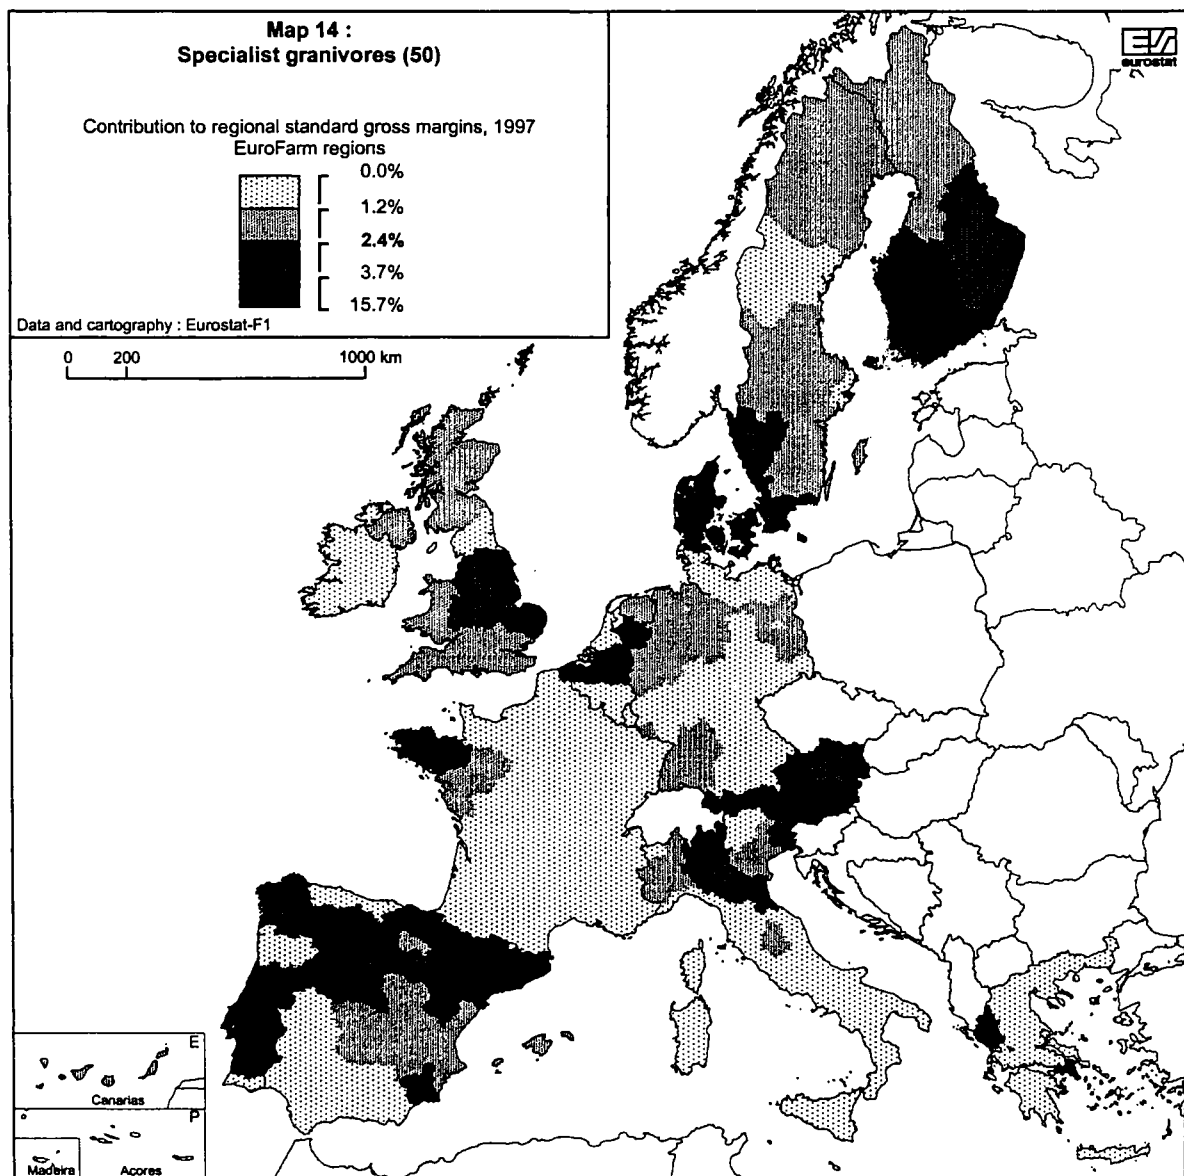 Map 14 :
Specialist granivores (50)
Contribution to regional standard gross margins, 1997
EuroFarm regions
0.0%
1.2%
2.4%
3.7%
15.7%
Data and cartography : Eurostat-F1
eurostat
0 200 1000 km
E
Canarias
P
Madeira
Açores